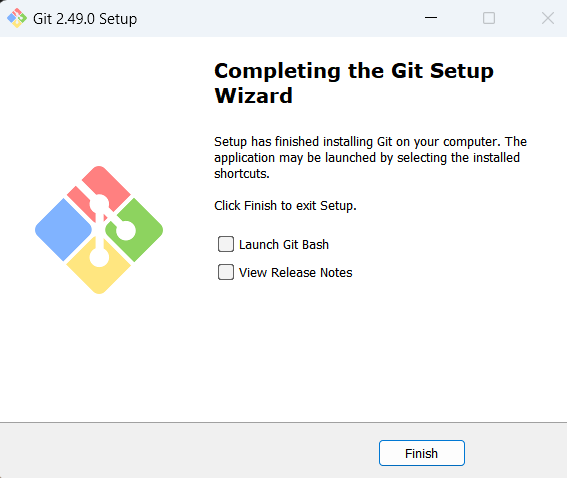 Git 2.49.0 Setup
Completing the Git Setup
Wizard
Setup has finished installing Git on your computer. The
application may be launched by selecting the installed
shortcuts.
Click Finish to exit Setup.
Launch Git Bash
View Release Notes
Finish